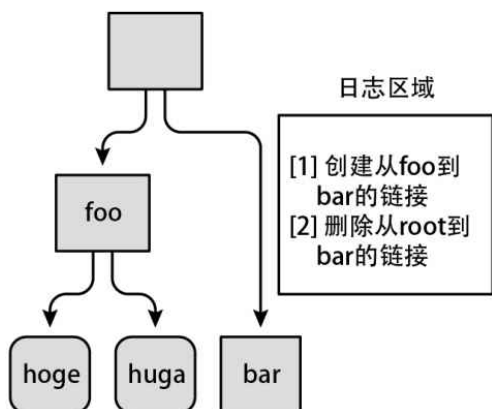 日志区域
[1] 创建从foo到
bar的链接
[2] 删除从root到
bar的链接
foo
hoge
huga
bar